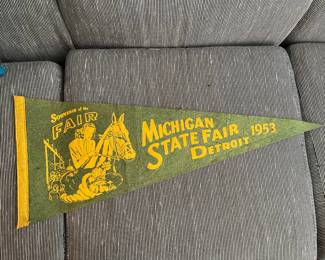 SOUVENIR of the
FAIR
MICHIGAN
STATE FAIR 1953
DETROIT